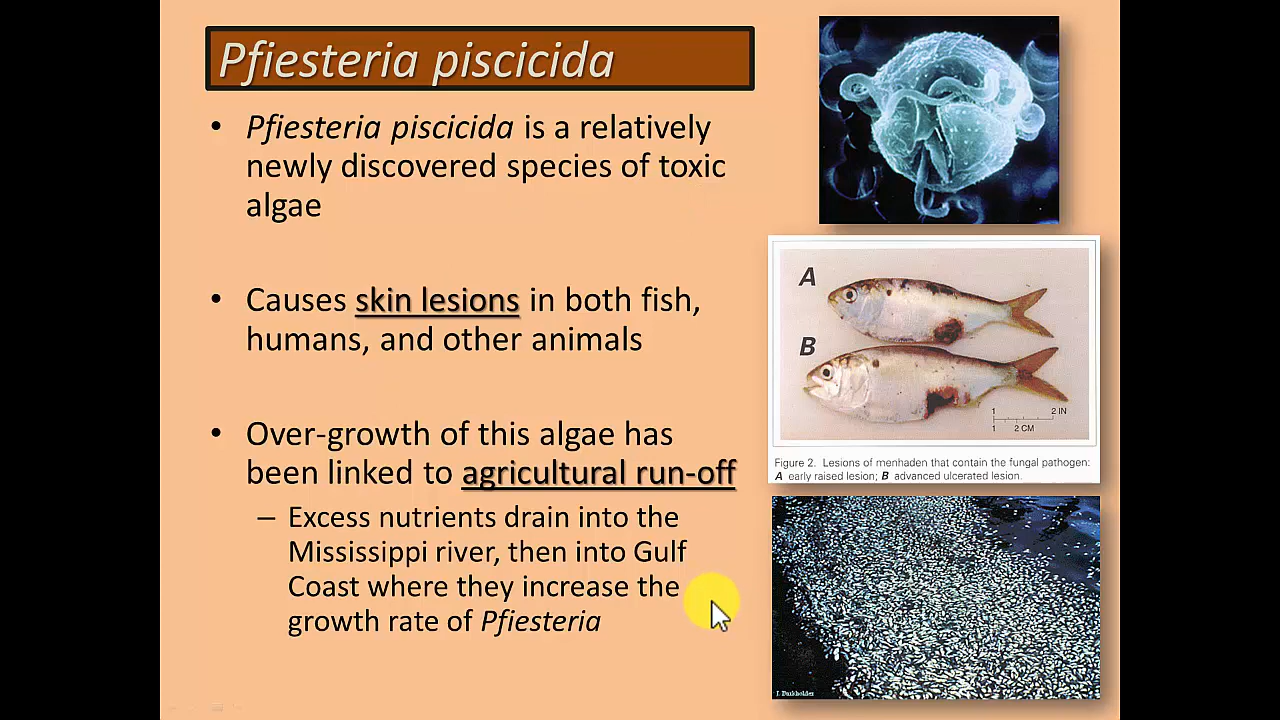 Pfiesteria piscicida
• Pfiesteria piscicida is a relatively
newly discovered species of toxic
algae
• Causes skin lesions in both fish,
humans, and other animals
• Over-growth of this algae has
been linked to agricultural run-off
– Excess nutrients drain into the
Mississippi river, then into Gulf
Coast where they increase the
growth rate of Pfiesteria
A
B
1 2 IN
1 2 CM
Figure 2. Lesions of menhaden that contain the fungal pathogen:
A early raised lesion; B advanced ulcerated lesion.
J. Burkholder